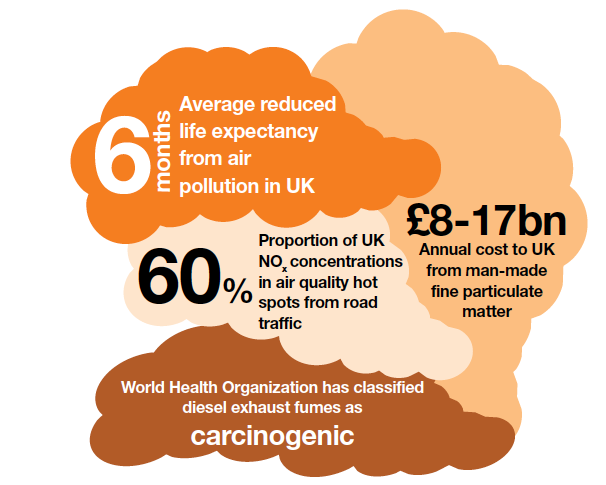 6 months
Average reduced
life expectancy
from air
pollution in UK
£8-17bn
Annual cost to UK
from man-made
fine particulate
matter
60%
Proportion of UK
NOx concentrations
in air quality hot
spots from road
traffic
World Health Organization has classified
diesel exhaust fumes as
carcinogenic